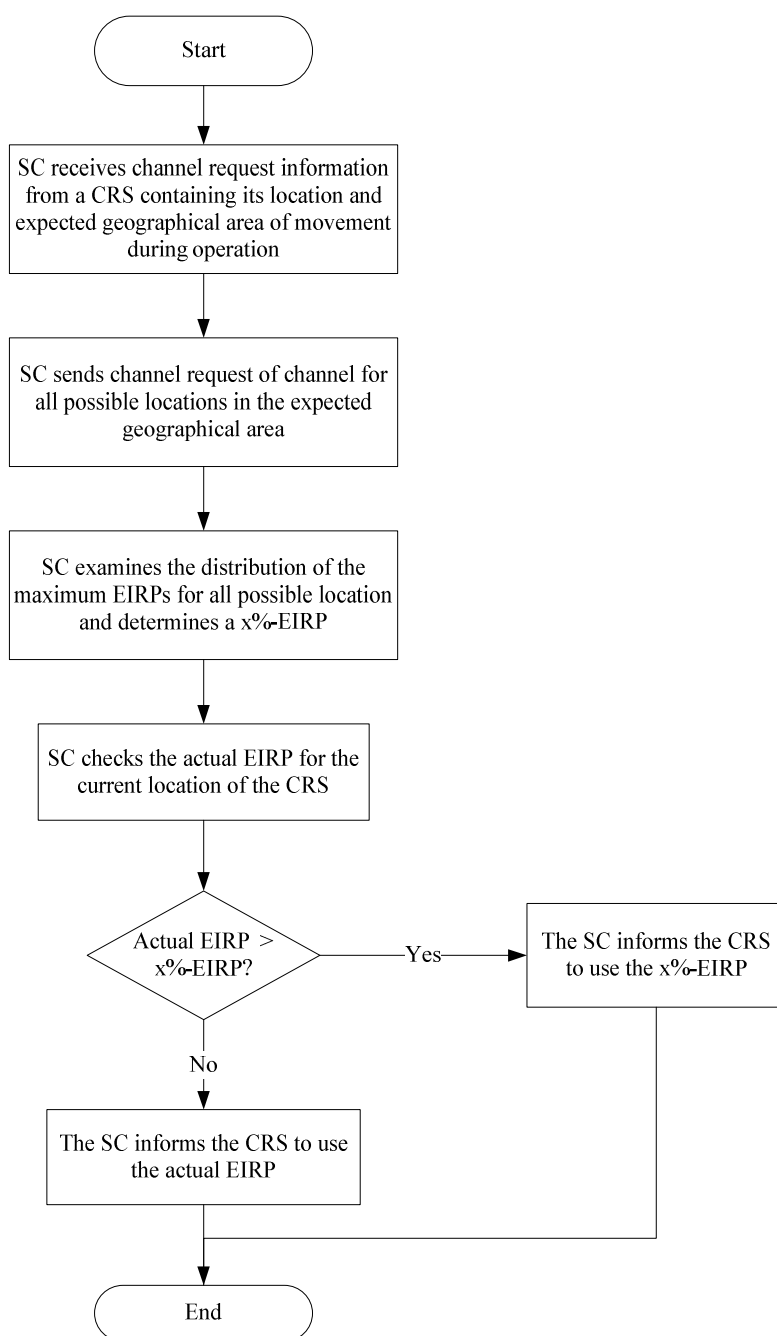 Start
SC receives channel request information
from a CRS containing its location and
expected geographical area of movement
during operation
SC sends channel request of channel for
all possible locations in the expected
geographical area
SC examines the distribution of the
maximum EIRPs for all possible location
and determines a x%-EIRP
SC checks the actual EIRP for the
current location of the CRS
Actual EIRP >
x%-EIRP?
Yes
The SC informs the CRS
to use the x%-EIRP
No
The SC informs the CRS to use
the actual EIRP
End